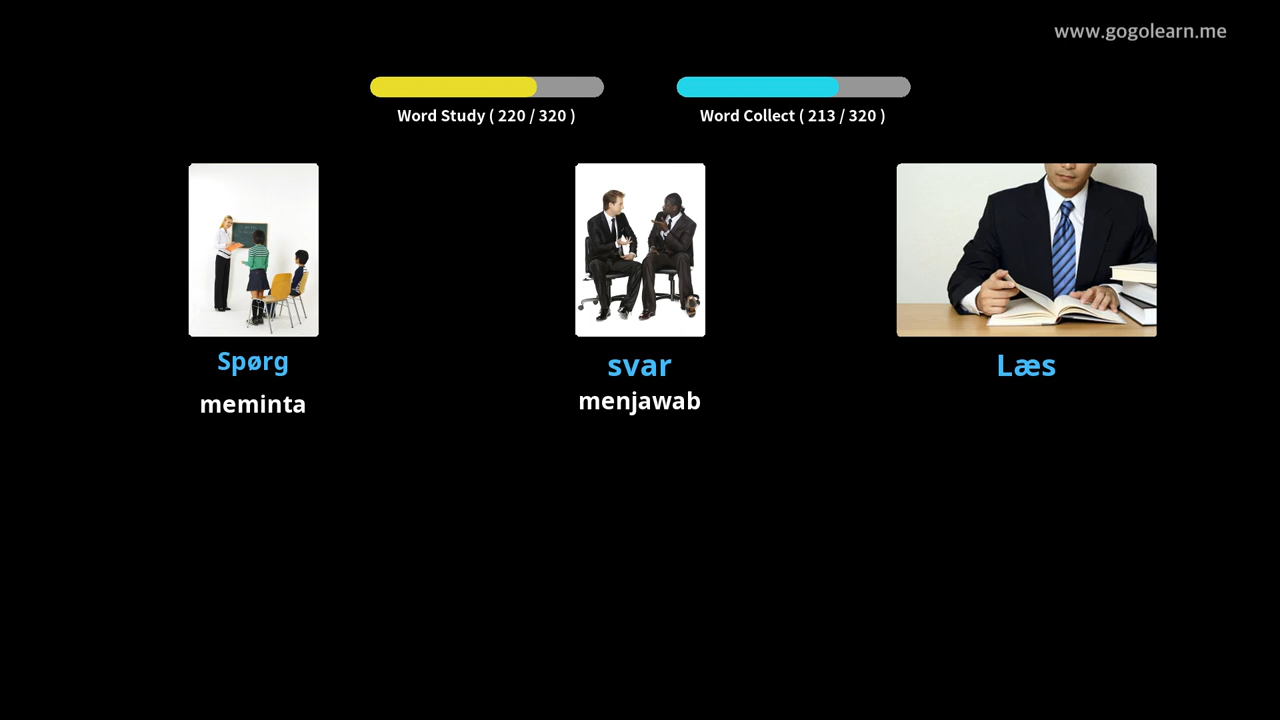 www.gogolearn.me
Word Study ( 220 / 320 )
Word Collect ( 213 / 320 )
Spørg
svar
Læs
meminta
menjawab